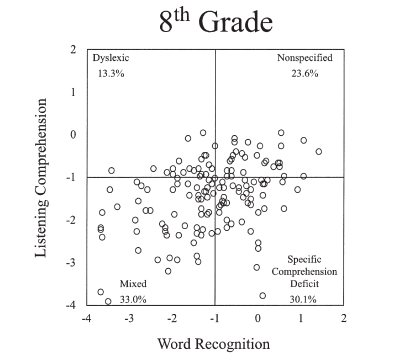 8th Grade
Dyslexic
13.3%
Nonspecified
23.6%
Listening Comprehension
2
1
0
-1
-2
-3
-4
Mixed
33.0%
Specific
Comprehension
Deficit
30.1%
-4
-3
-2
-1
0
1
2
Word Recognition